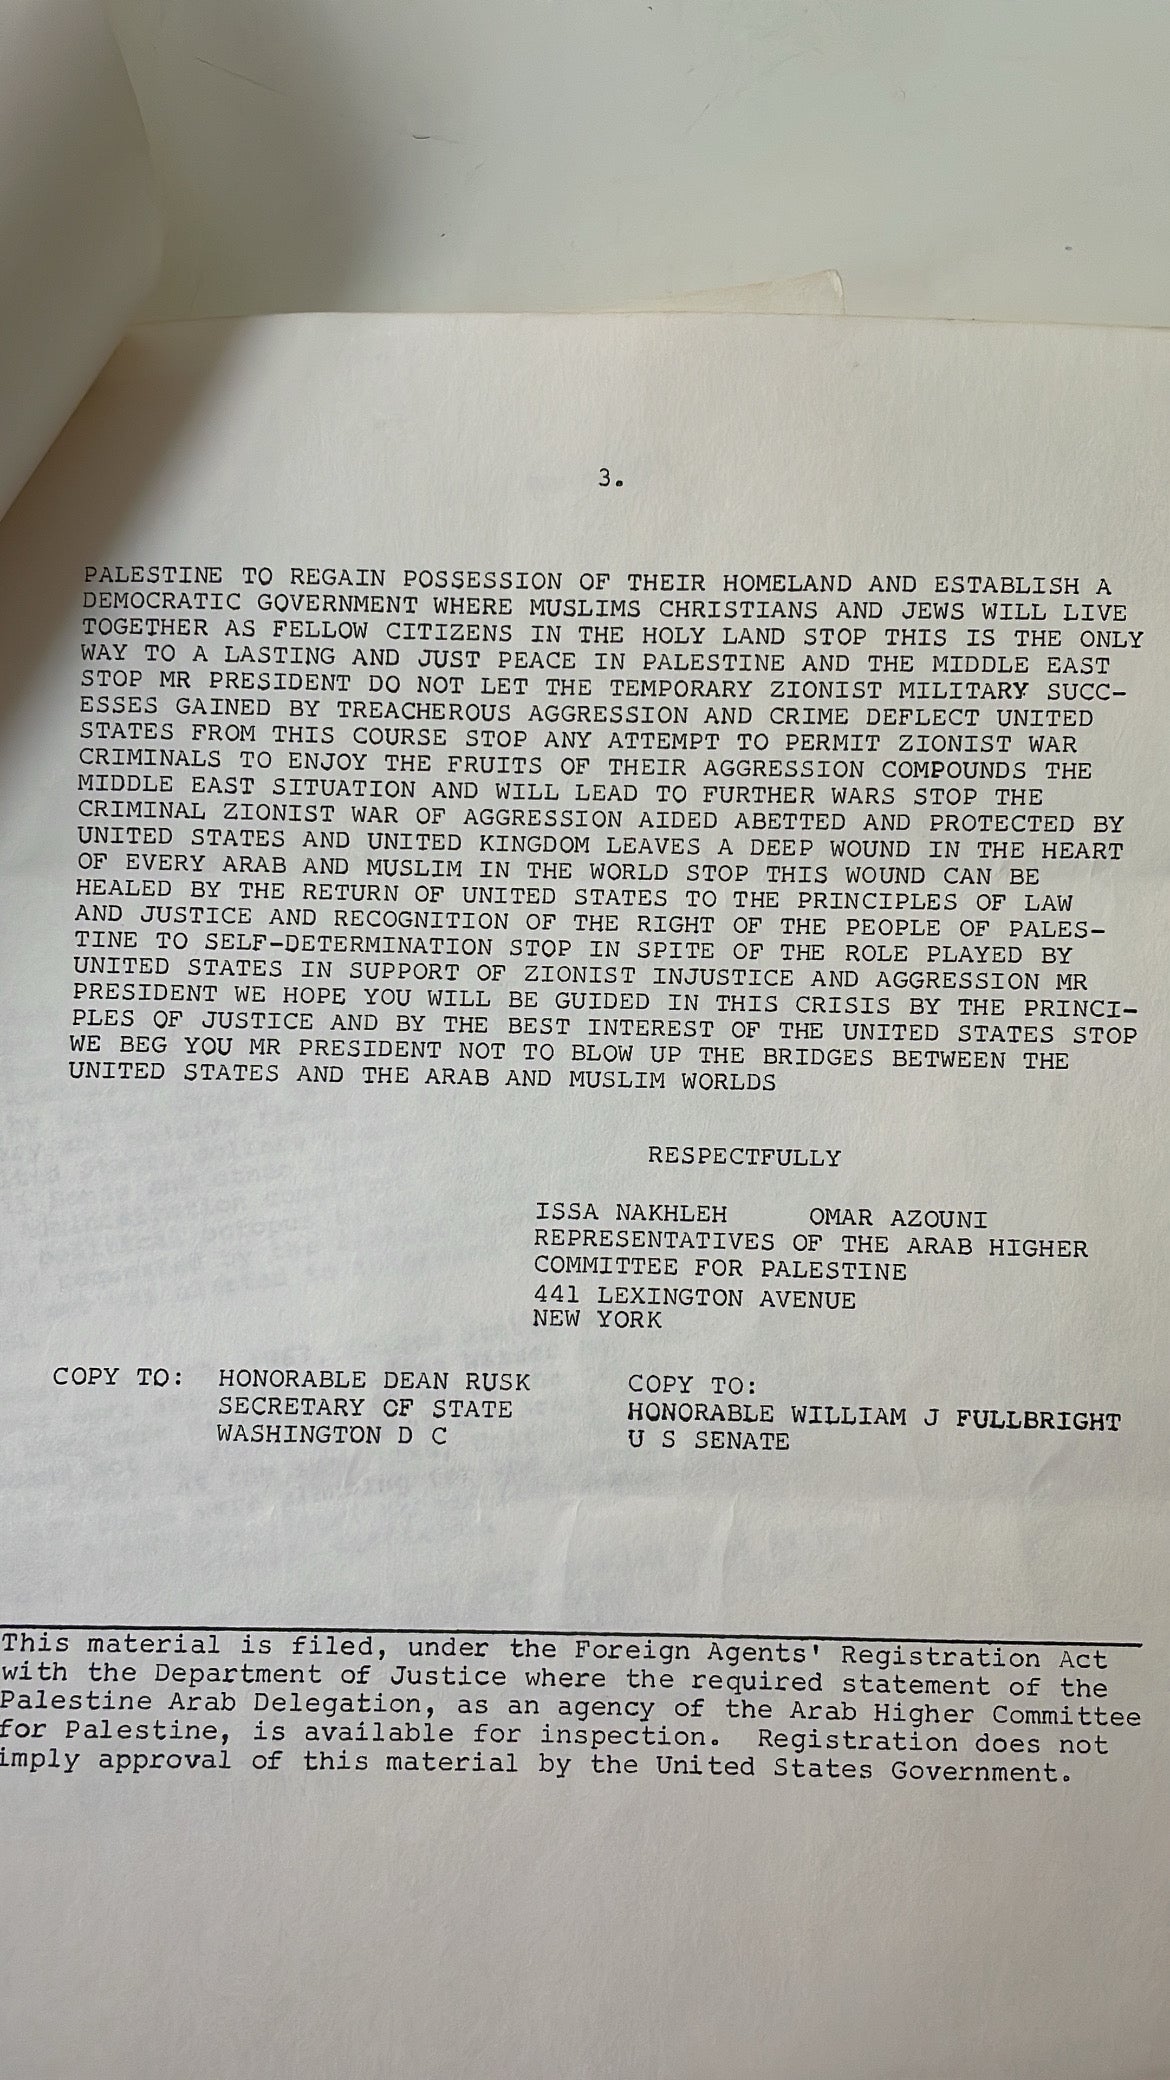 3.
PALESTINE TO REGAIN POSSESSION OF THEIR HOMELAND AND ESTABLISH A
DEMOCRATIC GOVERNMENT WHERE MUSLIMS CHRISTIANS AND JEWS WILL LIVE
TOGETHER AS FELLOW CITIZENS IN THE HOLY LAND STOP THIS IS THE ONLY
WAY TO A LASTING AND JUST PEACE IN PALESTINE AND THE MIDDLE EAST
STOP MR PRESIDENT DO NOT LET THE TEMPORARY ZIONIST MILITARY SUCC-
ESSES GAINED BY TREACHEROUS AGGRESSION AND CRIME DEFLECT UNITED
STATES FROM THIS COURSE STOP ANY ATTEMPT TO PERMIT ZIONIST WAR
CRIMINALS TO ENJOY THE FRUITS OF THEIR AGGRESSION COMPOUNDS THE
MIDDLE EAST SITUATION AND WILL LEAD TO FURTHER WARS STOP THE
CRIMINAL ZIONIST WAR OF AGGRESSION AIDED ABETTED AND PROTECTED BY
UNITED STATES AND UNITED KINGDOM LEAVES A DEEP WOUND IN THE HEART
OF EVERY ARAB AND MUSLIM IN THE WORLD STOP THIS WOUND CAN BE
HEALED BY THE RETURN OF UNITED STATES TO THE PRINCIPLES OF LAW
AND JUSTICE AND RECOGNITION OF THE RIGHT OF THE PEOPLE OF PALES-
TINE TO SELF-DETERMINATION STOP IN SPITE OF THE ROLE PLAYED BY
UNITED STATES IN SUPPORT OF ZIONIST INJUSTICE AND AGGRESSION MR
PRESIDENT WE HOPE YOU WILL BE GUIDED IN THIS CRISIS BY THE PRINCI-
PLES OF JUSTICE AND BY THE BEST INTEREST OF THE UNITED STATES STOP
WE BEG YOU MR PRESIDENT NOT TO BLOW UP THE BRIDGES BETWEEN THE
UNITED STATES AND THE ARAB AND MUSLIM WORLDS
RESPECTFULLY
ISSA NAKHLEH OMAR AZOUNI
REPRESENTATIVES OF THE ARAB HIGHER
COMMITTEE FOR PALESTINE
441 LEXINGTON AVENUE
NEW YORK
COPY TO: HONORABLE DEAN RUSK
SECRETARY OF STATE
WASHINGTON D C
COPY TO:
HONORABLE WILLIAM J FULLBRIGHT
U S SENATE
This material is filed, under the Foreign Agents' Registration Act
with the Department of Justice where the required statement of the
Palestine Arab Delegation, as an agency of the Arab Higher Committee
for Palestine, is available for inspection. Registration does not
imply approval of this material by the United States Government.